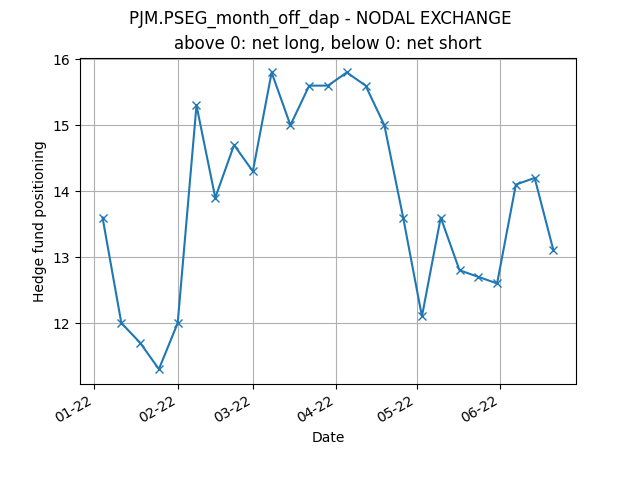 PJM.PSEG_month_off_dap - NODAL EXCHANGE
above 0: net long, below 0: net short
16
15
14
13
12
Hedge fund positioning
01-22
02-22
03-22
04-22
05-22
06-22
Date